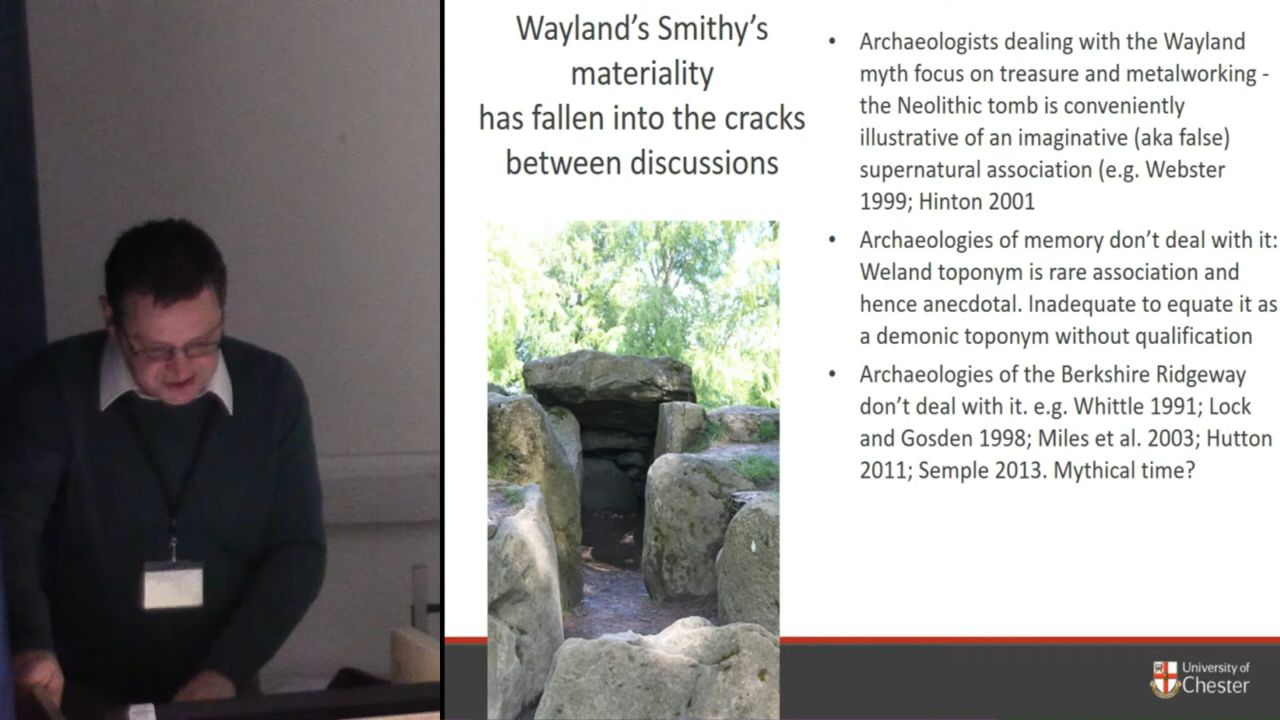 Wayland’s Smithy’s
materiality
has fallen into the cracks
between discussions
• Archaeologists dealing with the Wayland
myth focus on treasure and metalworking -
the Neolithic tomb is conveniently
illustrative of an imaginative (aka false)
supernatural association (e.g. Webster
1999; Hinton 2001
• Archaeologies of memory don’t deal with it:
Weland toponym is rare association and
hence anecdotal. Inadequate to equate it as
a demonic toponym without qualification
• Archaeologies of the Berkshire Ridgeway
don’t deal with it. e.g. Whittle 1991; Lock
and Gosden 1998; Miles et al. 2003; Hutton
2011; Semple 2013. Mythical time?
University of
Chester